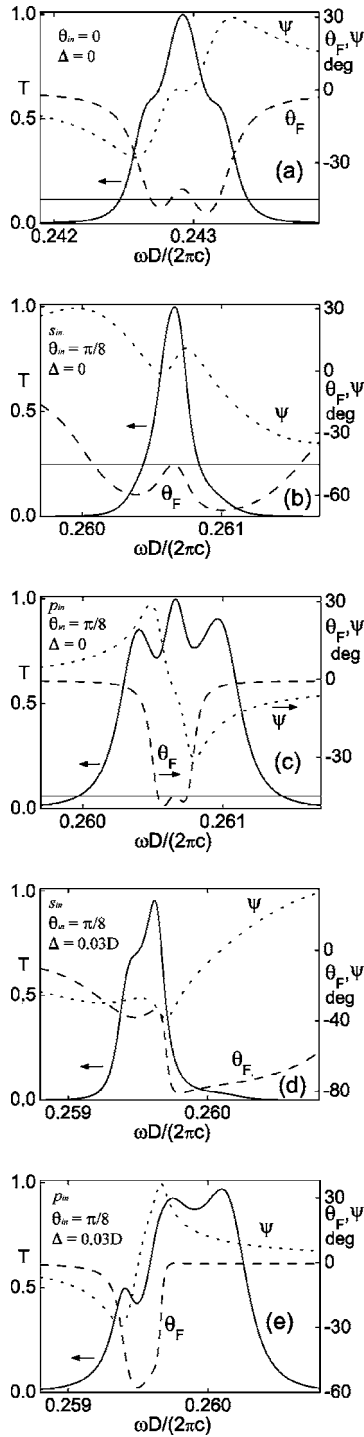 θin = 0
Δ = 0
T
1.0
0.5
0.0
0.242
0.243
ωD/(2πc)
30
0
-30
θF,Ψ
deg
Ψ
θF
(a)
sin
θin = π/8
Δ = 0
T
1.0
0.5
0.0
0.260
0.261
ωD/(2πc)
30
0
-30
-60
θF,Ψ
deg
Ψ
θF
(b)
pin
θin = π/8
Δ = 0
T
1.0
0.5
0.0
0.260
0.261
ωD/(2πc)
30
0
-30
θF,Ψ
deg
θF
Ψ
(c)
sin
θin = π/8
Δ = 0.03D
T
1.0
0.5
0.0
0.259
0.260
ωD/(2πc)
0
-40
-80
θF,Ψ
deg
Ψ
θF
(d)
pin
θin = π/8
Δ = 0.03D
T
1.0
0.5
0.0
0.259
0.260
ωD/(2πc)
30
0
-30
-60
θF,Ψ
deg
Ψ
θF
(e)